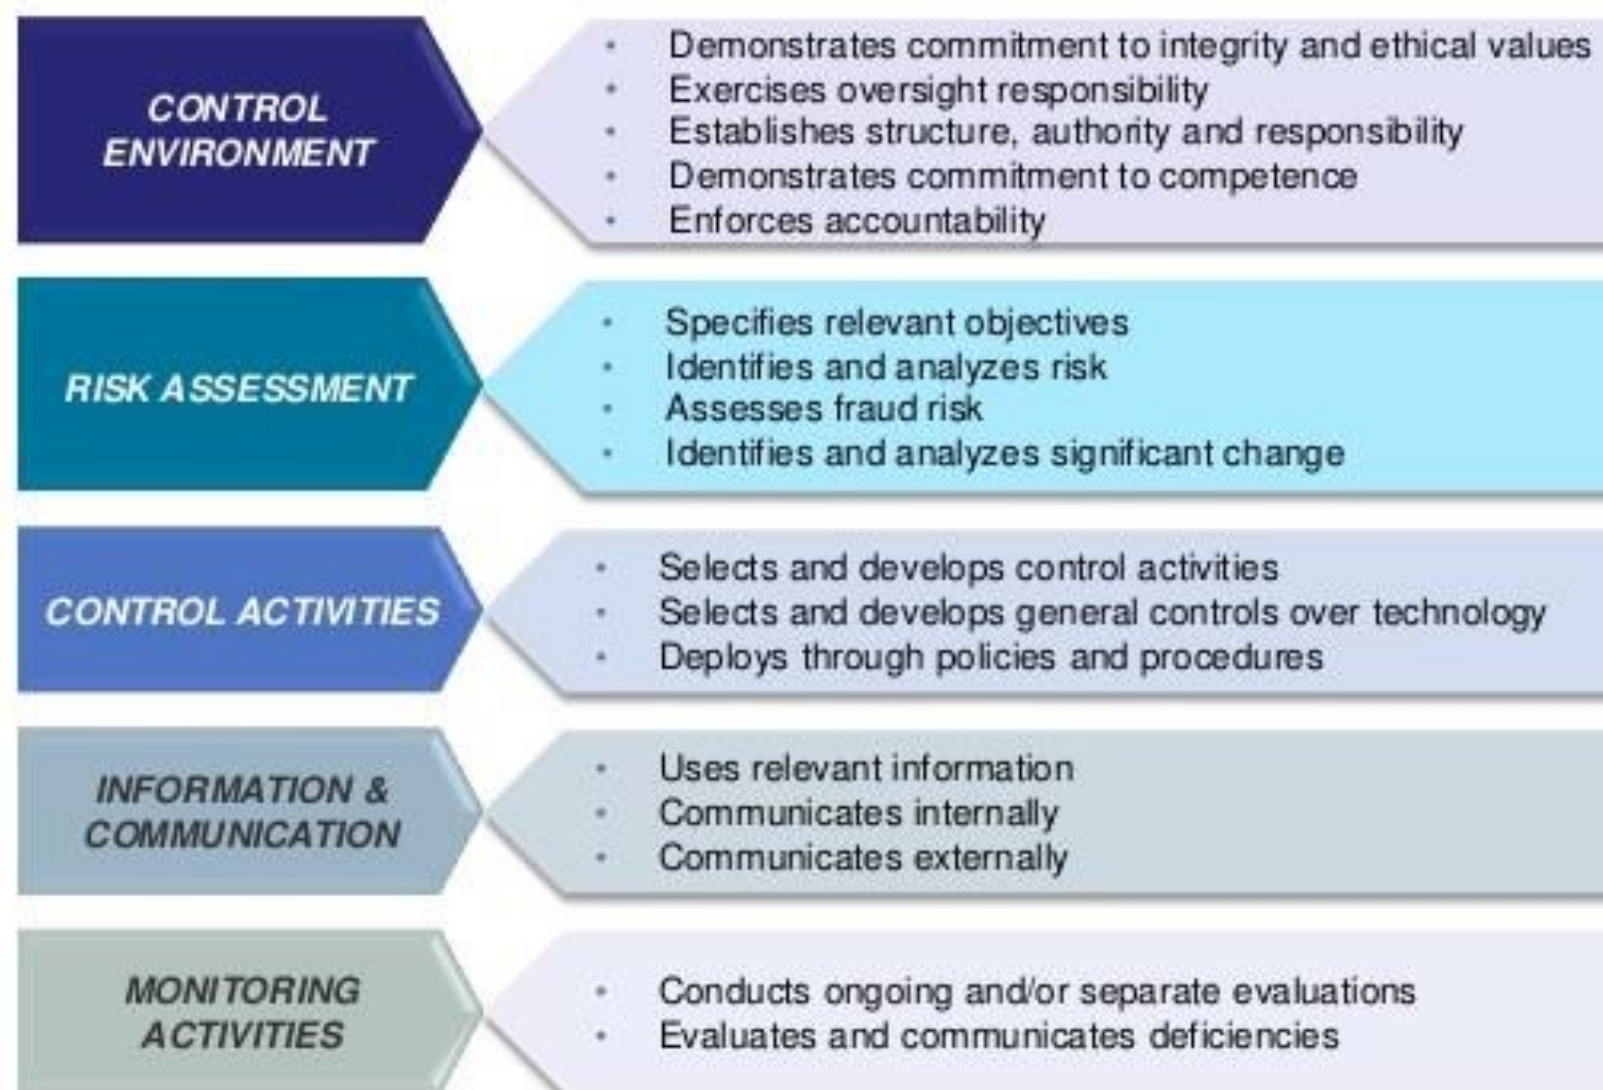 CONTROL
ENVIRONMENT
• Demonstrates commitment to integrity and ethical values
• Exercises oversight responsibility
• Establishes structure, authority and responsibility
• Demonstrates commitment to competence
• Enforces accountability
RISK ASSESSMENT
• Specifies relevant objectives
• Identifies and analyzes risk
• Assesses fraud risk
• Identifies and analyzes significant change
CONTROL ACTIVITIES
• Selects and develops control activities
• Selects and develops general controls over technology
• Deploys through policies and procedures
INFORMATION &
COMMUNICATION
• Uses relevant information
• Communicates internally
• Communicates externally
MONITORING
ACTIVITIES
• Conducts ongoing and/or separate evaluations
• Evaluates and communicates deficiencies